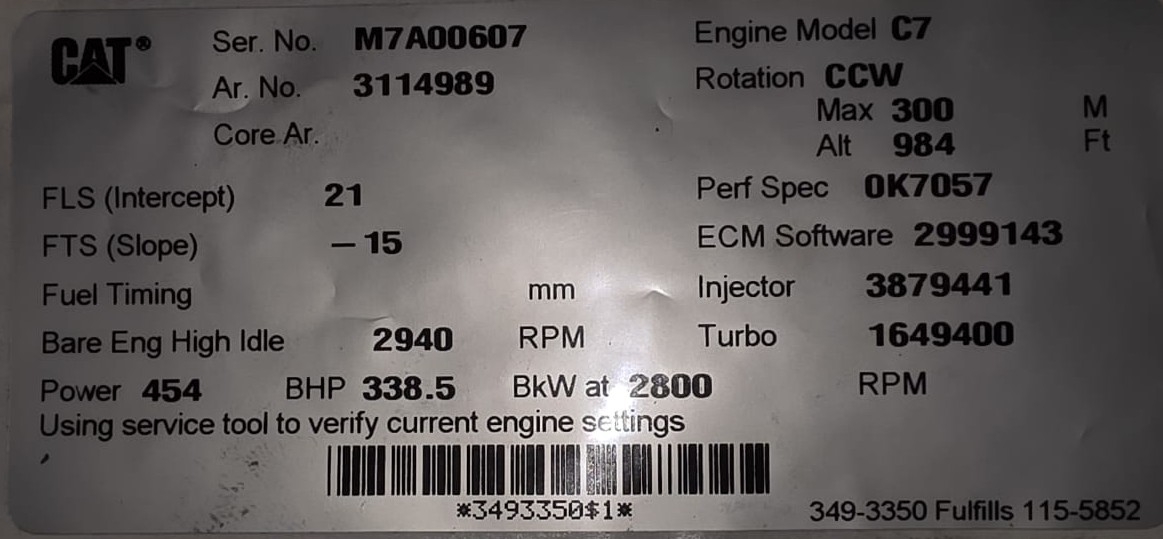 CAT® Ser. No. M7A00607 Engine Model C7
Ar. No. 3114989 Rotation CCW
Max 300 M
Core Ar. Alt 984 Ft
FLS (Intercept) 21 Perf Spec 0K7057
FTS (Slope) – 15 ECM Software 2999143
Fuel Timing mm Injector 3879441
Bare Eng High Idle 2940 RPM Turbo 1649400
Power 454 BHP 338.5 BkW at 2800 RPM
Using service tool to verify current engine settings
*3493350$1*
349-3350 Fulfills 115-5852